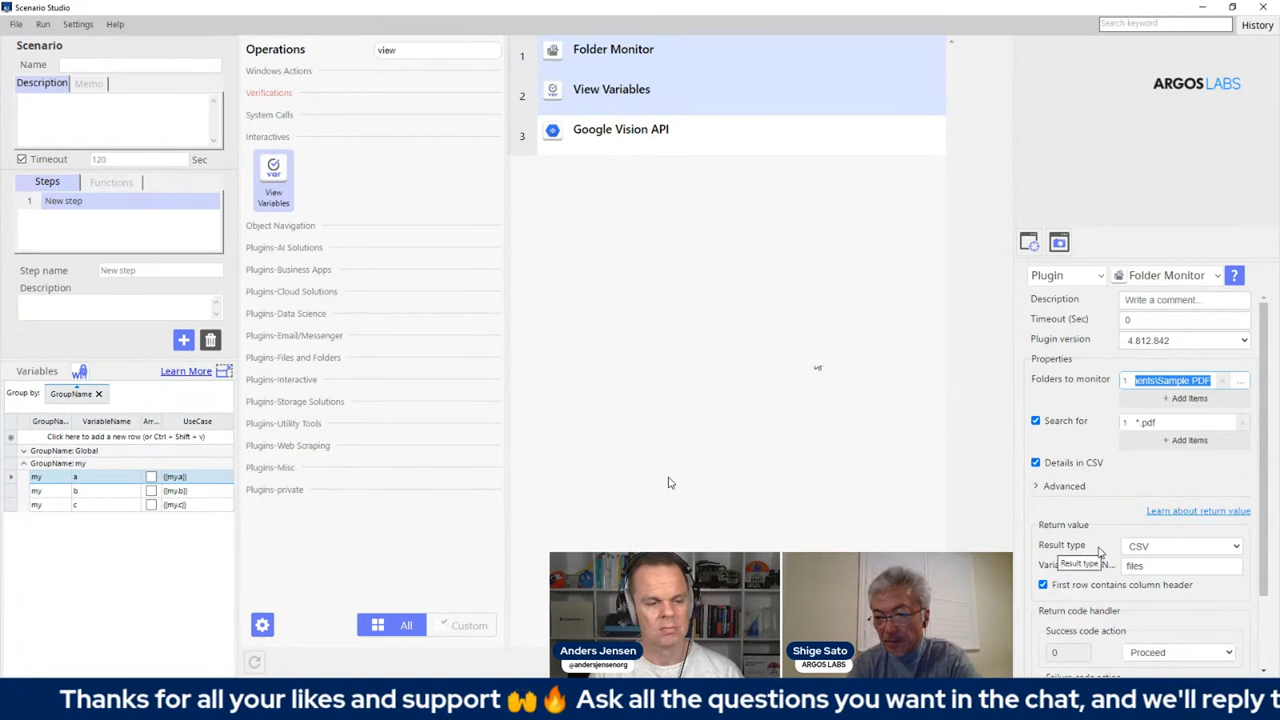 Scenario Studio
File Run Settings Help
Search keyword
History
Scenario
Name
Description Memo
Timeout 120 Sec
Steps Functions
1 New step
Step name New step
Description
Variables Learn More
Group by: GroupName
GroupNa... VariableName Arr... UseCase
Click here to add a new row (or Ctrl + Shift + v)
GroupName: Global
GroupName: my
my a {{my.a}}
my b {{my.b}}
my c {{my.c}}
Operations view
Windows Actions
Verifications
System Calls
Interactives
var
View
Variables
Object Navigation
Plugins-AI Solutions
Plugins-Business Apps
Plugins-Cloud Solutions
Plugins-Data Science
Plugins-Email/Messenger
Plugins-Files and Folders
Plugins-Interactive
Plugins-Storage Solutions
Plugins-Utility Tools
Plugins-Web Scraping
Plugins-Misc
Plugins-private
All Custom
1 Folder Monitor
2 var View Variables
3 Google Vision API
ARGOS LABS
Plugin Folder Monitor ?
Description Write a comment...
Timeout (Sec) 0
Plugin version 4.812.842
Properties
Folders to monitor 1 ents\Sample PDF ...
+ Add Items
Search for 1 *.pdf
+ Add Items
Details in CSV
Advanced
Learn about return value
Return value
Result type CSV
Result type
files
First row contains column header
Return code handler
Success code action
0 Proceed
Anders Jensen
@andersjensenorg
Shige Sato
ARGOS LABS
Thanks for all your likes and support 🙌🔥 Ask all the questions you want in the chat, and we'll reply t